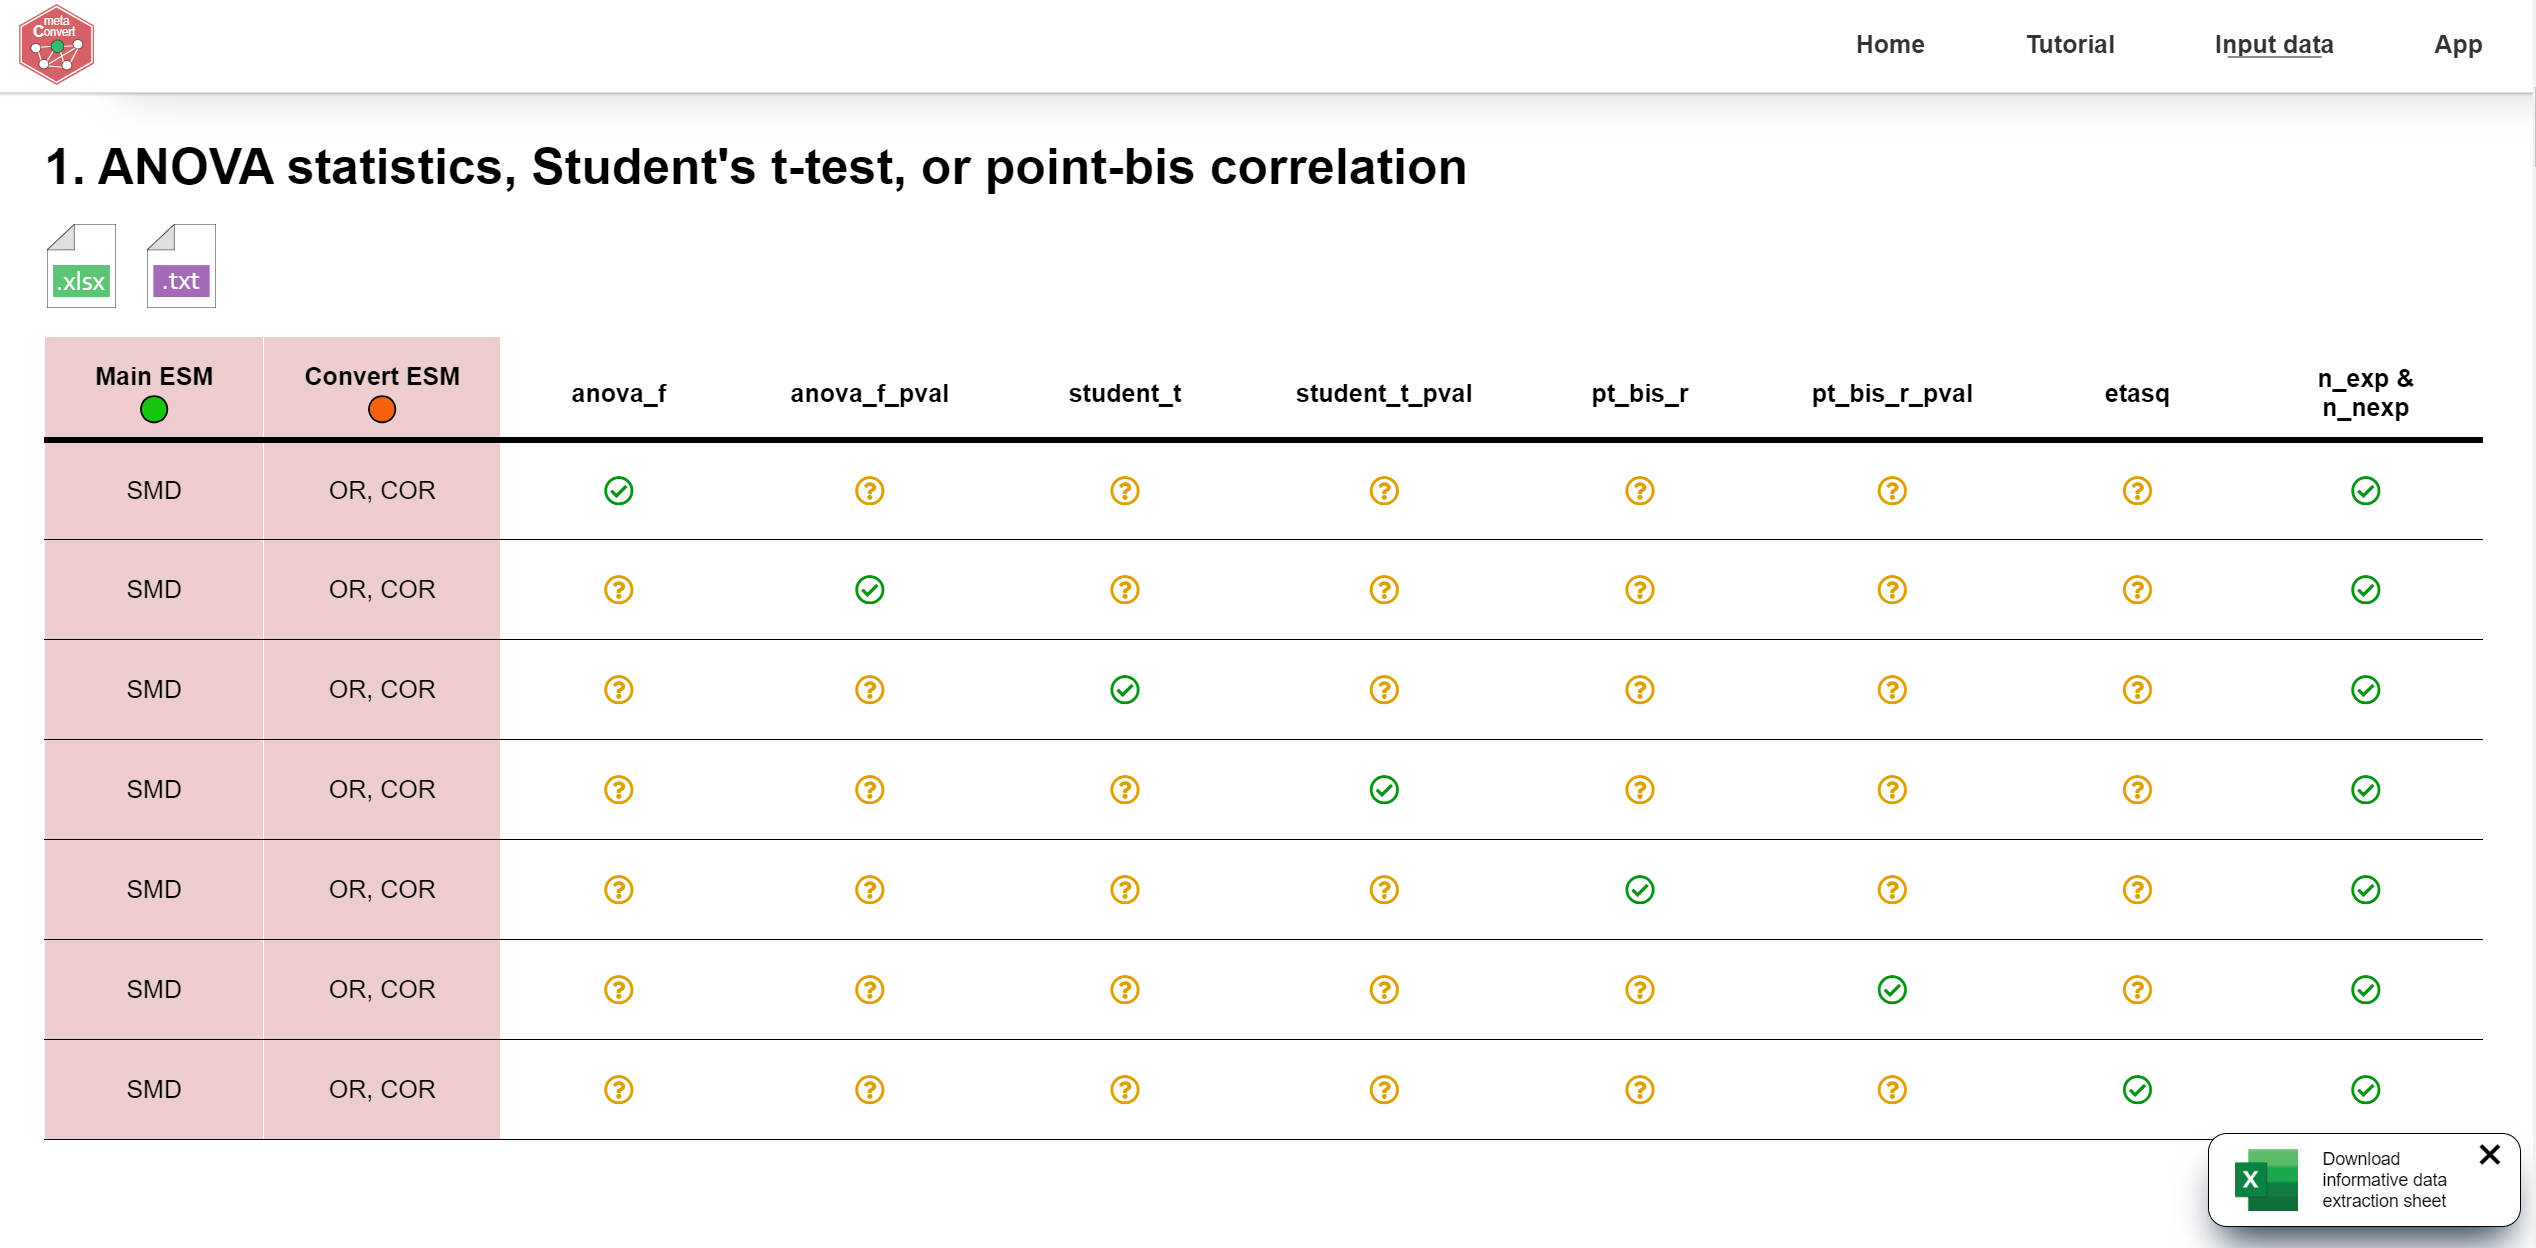 meta
Convert
Home Tutorial Input data App
1. ANOVA statistics, Student's t-test, or point-bis correlation
.xlsx .txt
Main ESM Convert ESM anova_f anova_f_pval student_t student_t_pval pt_bis_r pt_bis_r_pval etasq n_exp &
n_nexp
SMD OR, COR
SMD OR, COR
SMD OR, COR
SMD OR, COR
SMD OR, COR
SMD OR, COR
SMD OR, COR
Download
informative data
extraction sheet